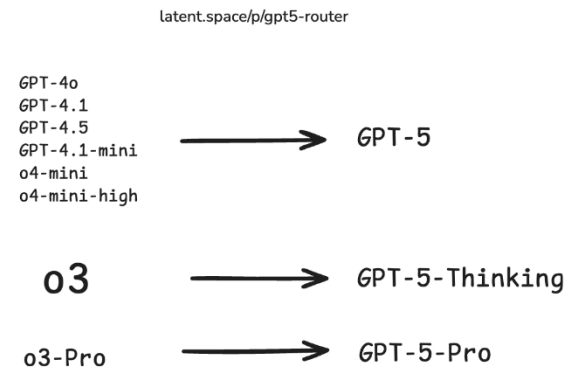 latent.space/p/gpt5-router
GPT-4o
GPT-4.1
GPT-4.5
GPT-4.1-mini
o4-mini
o4-mini-high
GPT-5
o3
GPT-5-Thinking
o3-Pro
GPT-5-Pro